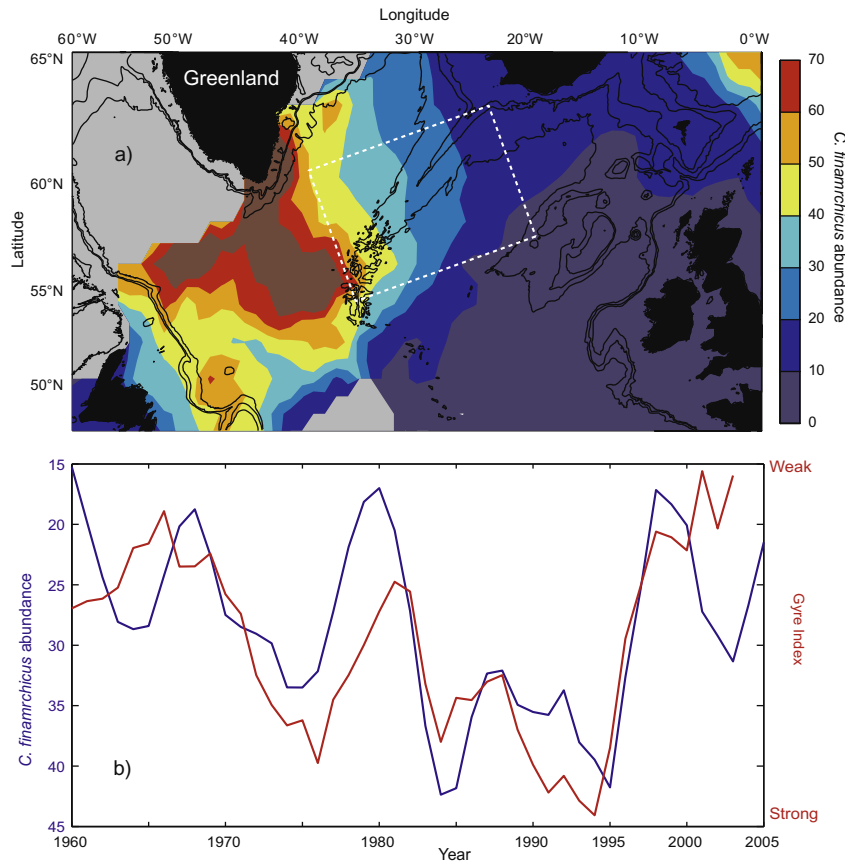 Longitude
60°W 50°W 40°W 30°W 20°W 10°W 0°W
65°N
60°N
55°N
50°N
Latitude
Greenland
a)
70
60
50
40
30
20
10
0
C. finamrchicus abundance
15
20
25
30
35
40
45
C. finamrchicus abundance
b)
Weak
Gyre Index
Strong
1960 1970 1980 1990 1995 2000 2005
Year